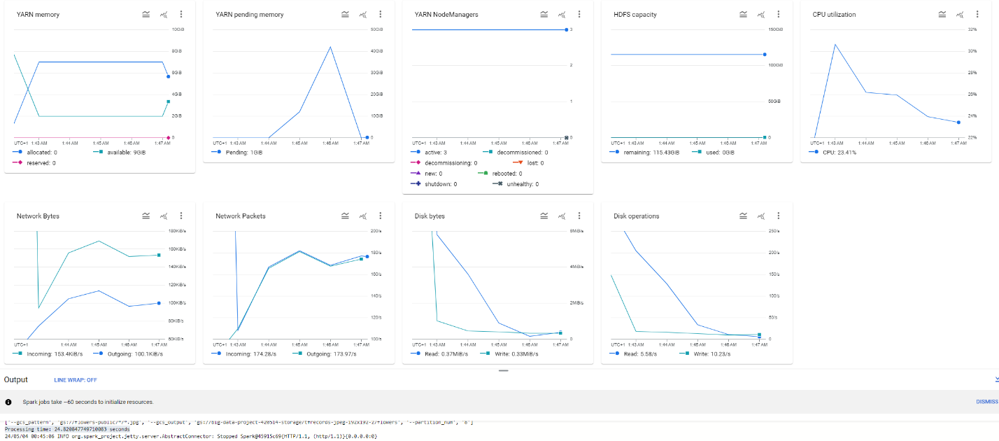 YARN memory
10GiB
8GiB
6GiB
4GiB
2GiB
0
UTC+1 1:43 AM 1:44 AM 1:45 AM 1:46 AM 1:47 AM
allocated: 0 available: 9GiB
reserved: 0
YARN pending memory
50GiB
40GiB
30GiB
20GiB
10GiB
0
UTC+1 1:43 AM 1:44 AM 1:45 AM 1:46 AM 1:47 AM
Pending: 1GiB
YARN NodeManagers
3
2
1
0
UTC+1 1:43 AM 1:44 AM 1:45 AM 1:46 AM 1:47 AM
active: 3 decommissioned: 0
decommissioning: 0 lost: 0
new: 0 rebooted: 0
shutdown: 0 unhealthy: 0
HDFS capacity
150GiB
100GiB
50GiB
0
UTC+1 1:43 AM 1:44 AM 1:45 AM 1:46 AM 1:47 AM
remaining: 115.43GiB used: 0GiB
CPU utilization
32%
30%
28%
26%
24%
22%
UTC+1 1:43 AM 1:44 AM 1:45 AM 1:46 AM 1:47 AM
CPU: 23.41%
Network Bytes
180KiB/s
160KiB/s
140KiB/s
120KiB/s
100KiB/s
80KiB/s
60KiB/s
UTC+1 1:44 AM 1:45 AM 1:46 AM 1:47 AM
Incoming: 153.4KiB/s Outgoing: 100.1KiB/s
Network Packets
200/s
180/s
160/s
140/s
120/s
100/s
UTC+1 1:43 AM 1:44 AM 1:45 AM 1:46 AM 1:47 AM
Incoming: 174.28/s Outgoing: 173.97/s
Disk bytes
6MiB/s
4MiB/s
2MiB/s
0
UTC+1 1:43 AM 1:44 AM 1:45 AM 1:46 AM 1:47 AM
Read: 0.37MiB/s Write: 0.33MiB/s
Disk operations
250/s
200/s
150/s
100/s
50/s
0
UTC+1 1:43 AM 1:44 AM 1:45 AM 1:46 AM 1:47 AM
Read: 5.58/s Write: 10.23/s
Output LINE WRAP: OFF
Spark jobs take ~60 seconds to initialize resources. DISMISS
['--gcs_pattern', 'gs://flowers-public/*/*.jpg', '--gcs_output', 'gs://big-data-project-420514-storage/tfrecords-jpeg-192x192-2/flowers', '--partition_num', '8']
Processing time: 24.820847749710083 seconds
24/05/04 00:45:06 INFO org.spark_project.jetty.server.AbstractConnector: Stopped Spark@45915c69{HTTP/1.1, (http/1.1)}{0.0.0.0:0}